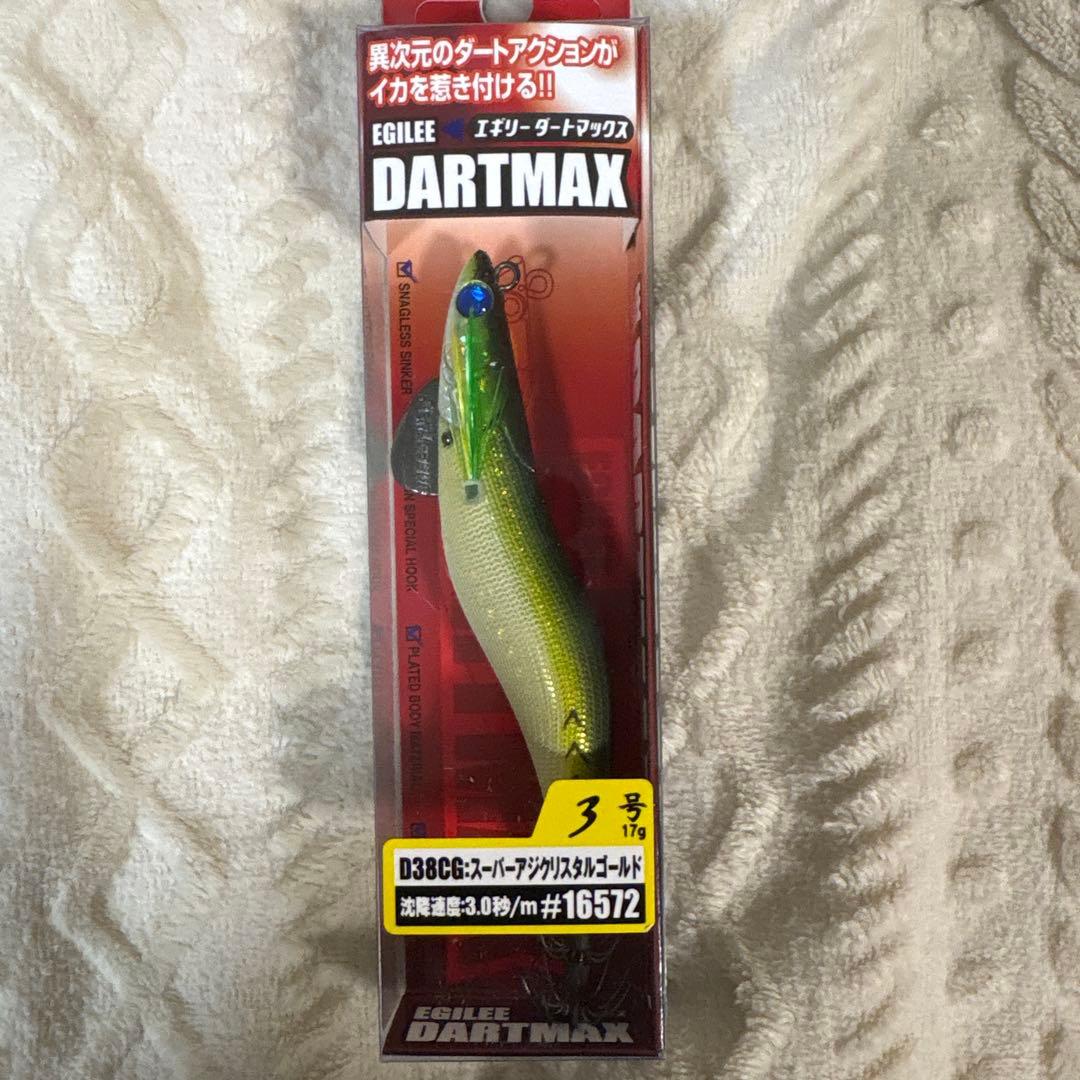 異次元のダートアクションが
イカを惹き付ける!!
EGILEE エギリーダートマックス
DARTMAX
SNAGLESS SINKER
SPECIAL HOOK
PLATED BODY MATERIAL
3号
17g
D38CG:スーパーアジクリスタルゴールド
沈降速度:3.0秒/m #16572
EGILEE
DARTMAX